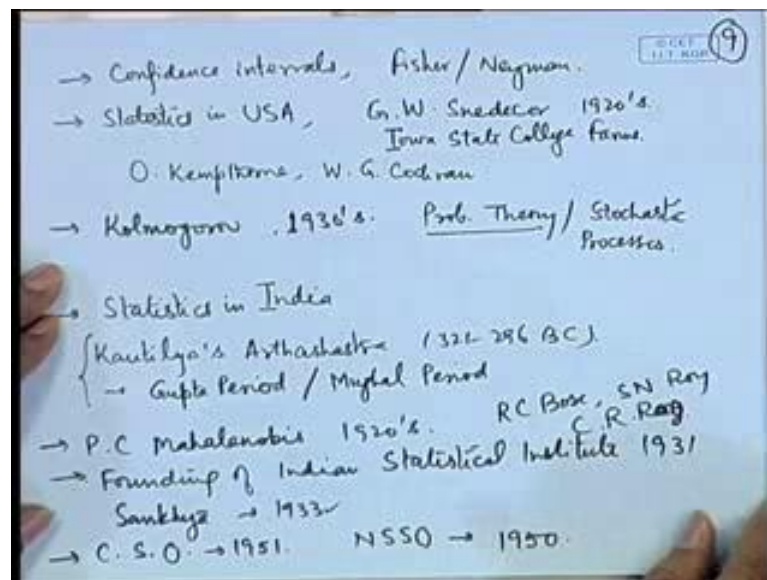 © CET
I.I.T. KGP
9
→ Confidence intervals, Fisher / Neyman.
→ Statistics in USA, G.W. Snedecor 1920's.
Iowa State College Farms.
O. Kempthorne, W. G. Cochran
→ Kolmogorov, 1930's. Prob. Theory / Stochastic
Processes.
→ Statistics in India
Kautilya's Arthashastra (321-296 BC)
→ Gupta Period / Mughal Period
→ P.C Mahalanobis 1920's. RC Bose, SN Roy
C. R. Rao
→ Founding of Indian Statistical Institute 1931
Sankhya → 1933
→ C. S. O. → 1951. NSSO → 1950.